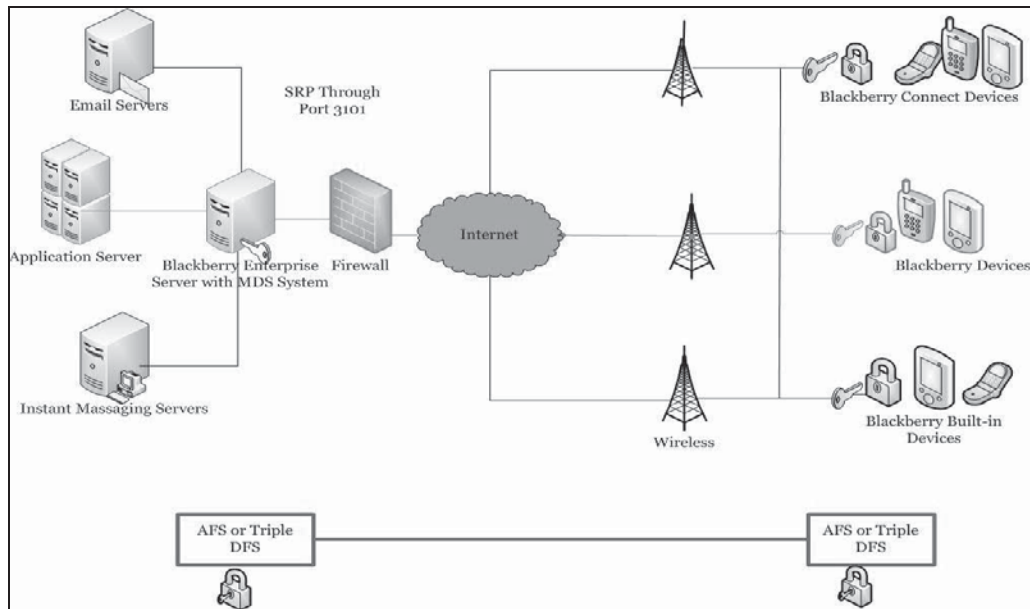 Email Servers
SRP Through
Port 3101
Blackberry Connect Devices
Application Server
Blackberry Enterprise
Server with MDS System
Firewall
Internet
Blackberry Devices
Instant Massaging Servers
Wireless
Blackberry Built-in
Devices
AFS or Triple
DFS
AFS or Triple
DFS